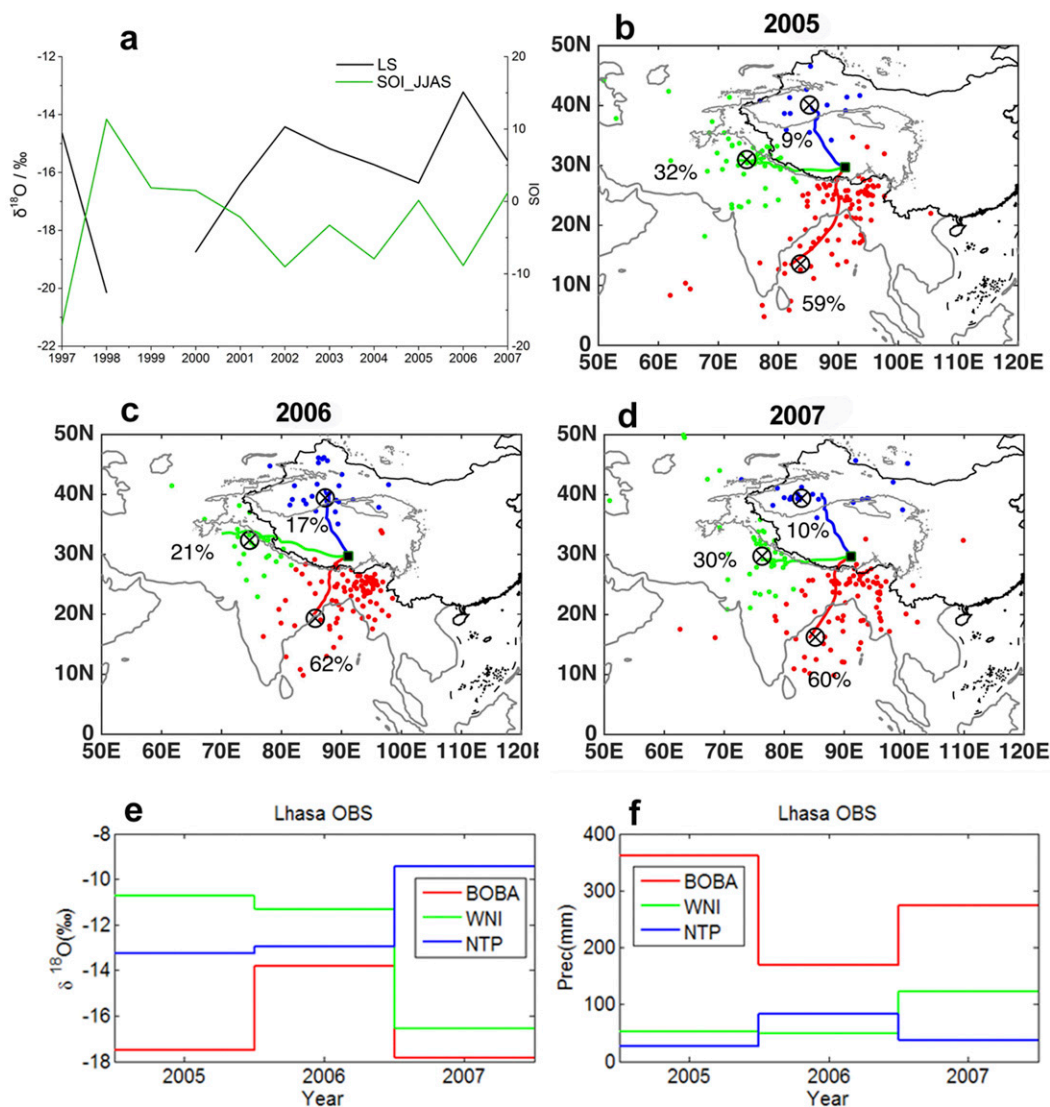 a
-12
-14
-16
-18
-20
-22
δ18O / ‰
LS
SOI_JJAS
20
10
0
-10
-20
SOI
1997 1998 1999 2000 2001 2002 2003 2004 2005 2006 2007
b 2005
50N
40N
30N
20N
10N
0
9%
32%
59%
50E 60E 70E 80E 90E 100E 110E 120E
c 2006
50N
40N
30N
20N
10N
0
17%
21%
62%
50E 60E 70E 80E 90E 100E 110E 120E
d 2007
50N
40N
30N
20N
10N
0
10%
30%
60%
50E 60E 70E 80E 90E 100E 110E 120E
e Lhasa OBS
-8
-10
-12
-14
-16
-18
δ 18O(‰)
BOBA
WNI
NTP
2005 2006 2007
Year
f Lhasa OBS
400
300
200
100
0
Prec(mm)
BOBA
WNI
NTP
2005 2006 2007
Year